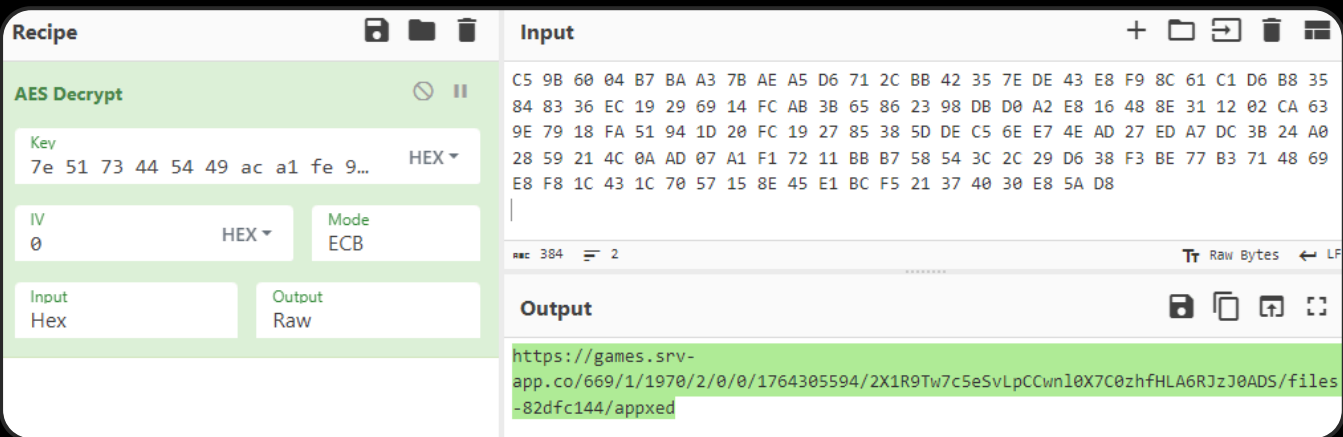 Recipe
AES Decrypt
Key
7e 51 73 44 54 49 ac a1 fe 9…
HEX
IV
0
HEX
Mode
ECB
Input
Hex
Output
Raw
Input
C5 9B 60 04 B7 BA A3 7B AE A5 D6 71 2C BB 42 35 7E DE 43 E8 F9 8C 61 C1 D6 B8 35
84 83 36 EC 19 29 69 14 FC AB 3B 65 86 23 98 DB D0 A2 E8 16 48 8E 31 12 02 CA 63
9E 79 18 FA 51 94 1D 20 FC 19 27 85 38 5D DE C5 6E E7 4E AD 27 ED A7 DC 3B 24 A0
28 59 21 4C 0A AD 07 A1 F1 72 11 BB B7 58 54 3C 2C 29 D6 38 F3 BE 77 B3 71 48 69
E8 F8 1C 43 1C 70 57 15 8E 45 E1 BC F5 21 37 40 30 E8 5A D8
ABC 384 2
Tт Raw Bytes LF
Output
https://games.srv-
app.co/669/1/1970/2/0/0/1764305594/2X1R9Tw7c5eSvLpCCwnl0X7C0zhfHLA6RJzJ0ADS/files
-82dfc144/appxed